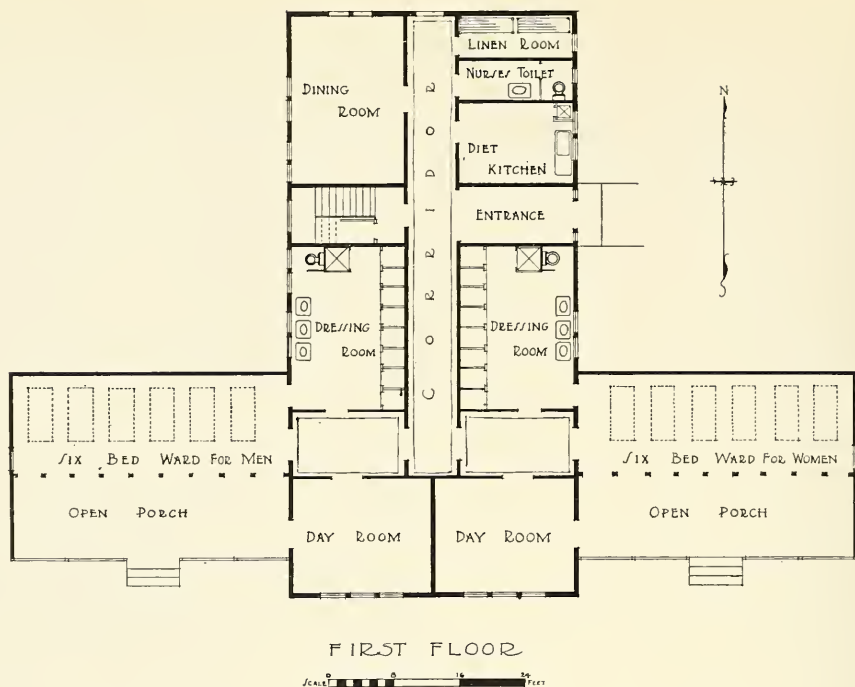 LINEN ROOM
NURSES TOILET
DINING
ROOM
DIET
KITCHEN
N
ENTRANCE
CORRIDOR
DRESSING
ROOM
DRESSING
ROOM
S
SIX BED WARD FOR MEN
SIX BED WARD FOR WOMEN
OPEN PORCH
OPEN PORCH
DAY ROOM
DAY ROOM
FIRST FLOOR
0 8 16 24
SCALE FEET